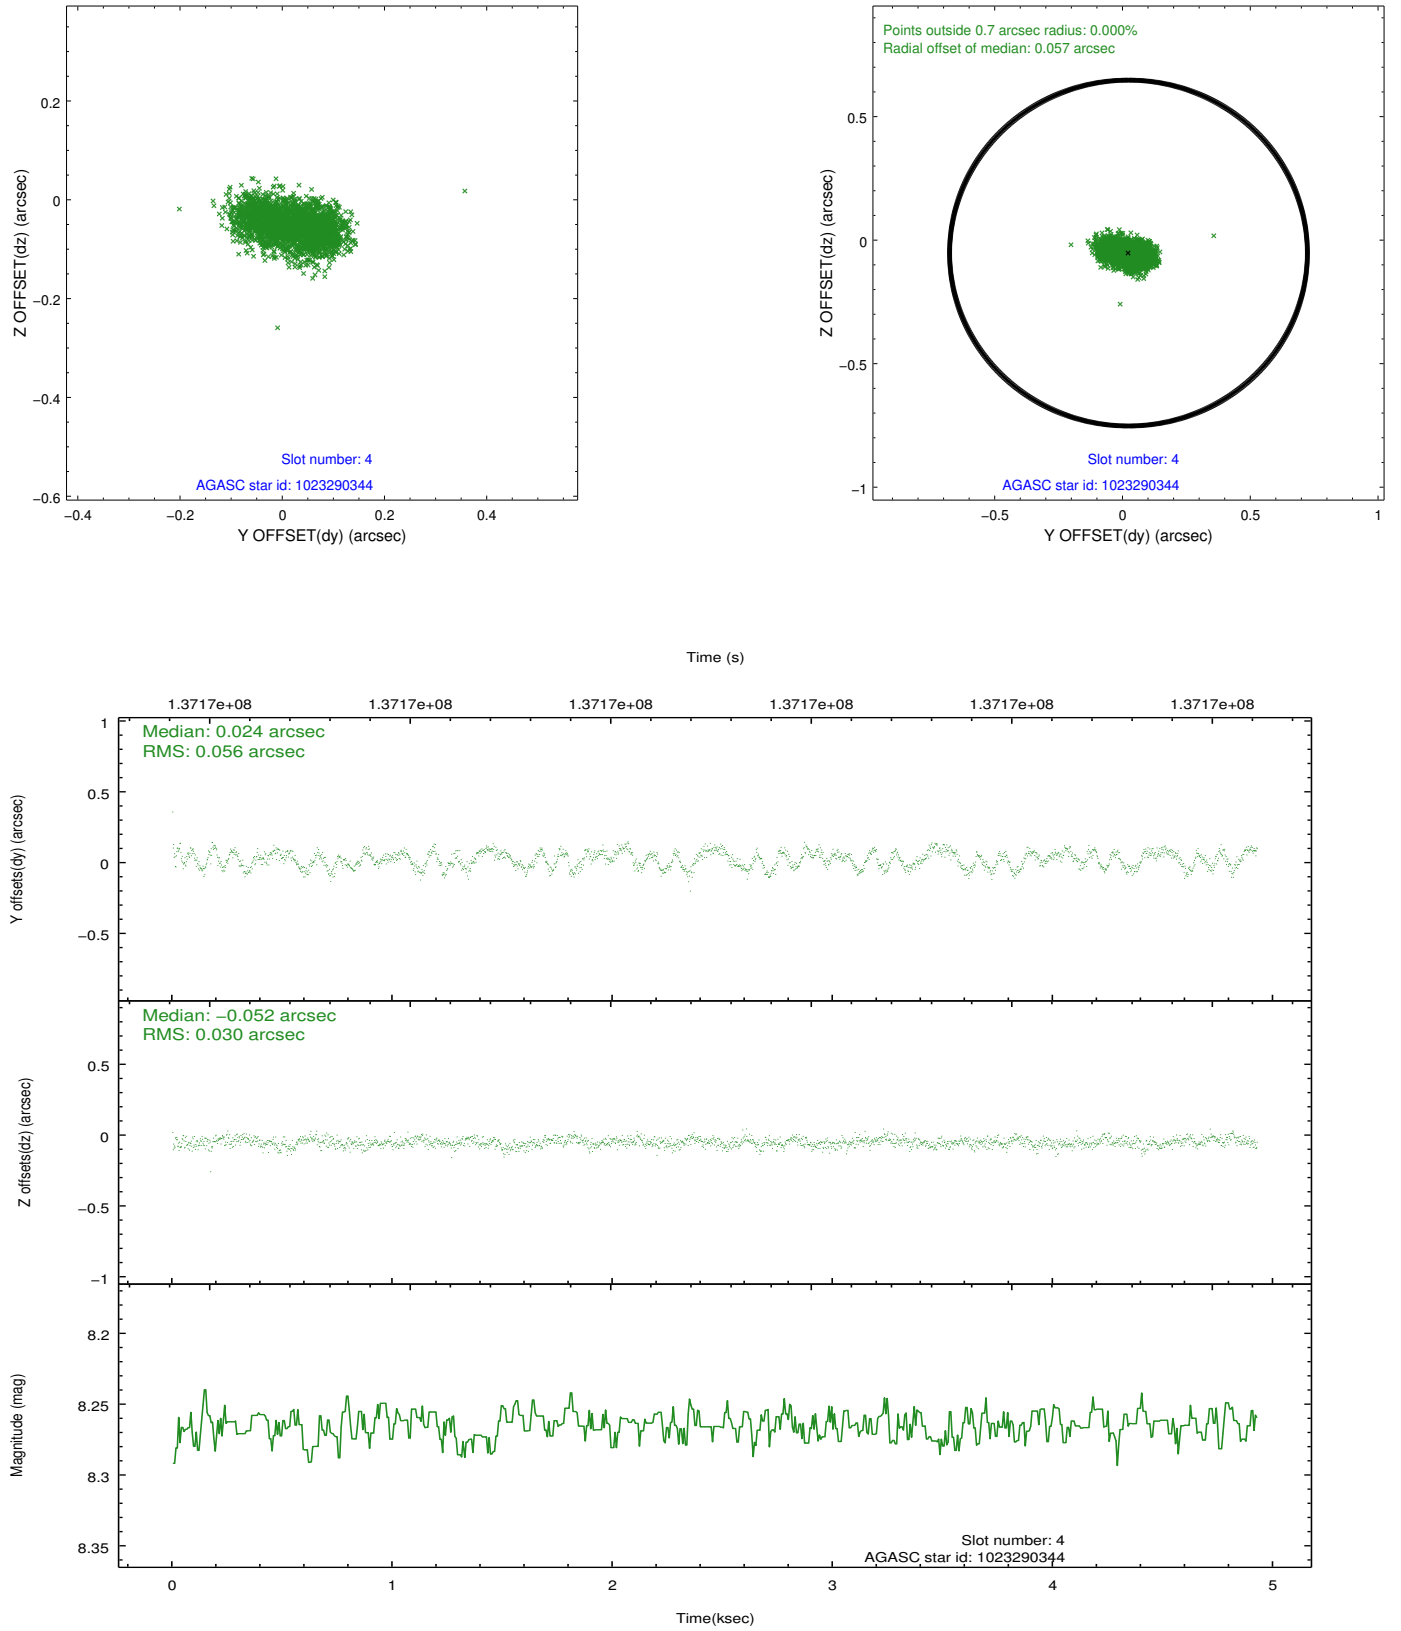 0.2
0
−0.2
−0.4
−0.6
Z OFFSET(dz) (arcsec)
Slot number: 4
AGASC star id: 1023290344
−0.4 −0.2 0 0.2 0.4
Y OFFSET(dy) (arcsec)
Points outside 0.7 arcsec radius: 0.000%
Radial offset of median: 0.057 arcsec
0.5
0
−0.5
−1
Z OFFSET(dz) (arcsec)
Slot number: 4
AGASC star id: 1023290344
−0.5 0 0.5 1
Y OFFSET(dy) (arcsec)
Time (s)
1.3717e+08 1.3717e+08 1.3717e+08 1.3717e+08 1.3717e+08 1.3717e+08
Median: 0.024 arcsec
RMS: 0.056 arcsec
1
0.5
0
−0.5
Y offsets(dy) (arcsec)
Median: −0.052 arcsec
RMS: 0.030 arcsec
0.5
0
−0.5
−1
Z offsets(dz) (arcsec)
8.2
8.25
8.3
8.35
Magnitude (mag)
Slot number: 4
AGASC star id: 1023290344
0 1 2 3 4 5
Time(ksec)